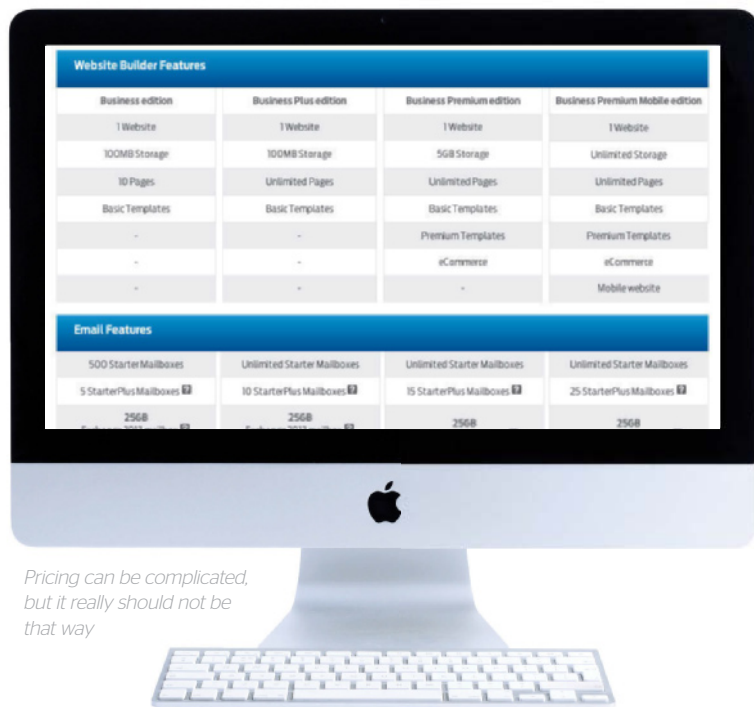 Website Builder Features
Business edition Business Plus edition Business Premium edition Business Premium Mobile edition
1 Website 1 Website 1 Website 1 Website
100MB Storage 100MB Storage 5GB Storage Unlimited Storage
10 Pages Unlimited Pages Unlimited Pages Unlimited Pages
Basic Templates Basic Templates Basic Templates Basic Templates
- - Premium Templates Premium Templates
- - eCommerce eCommerce
- - - Mobile website
Email Features
500 Starter Mailboxes Unlimited Starter Mailboxes Unlimited Starter Mailboxes Unlimited Starter Mailboxes
5 StarterPlus Mailboxes ? 10 StarterPlus Mailboxes ? 15 StarterPlus Mailboxes ? 25 StarterPlus Mailboxes ?
25GB 25GB 25GB 25GB
Pricing can be complicated,
but it really should not be
that way